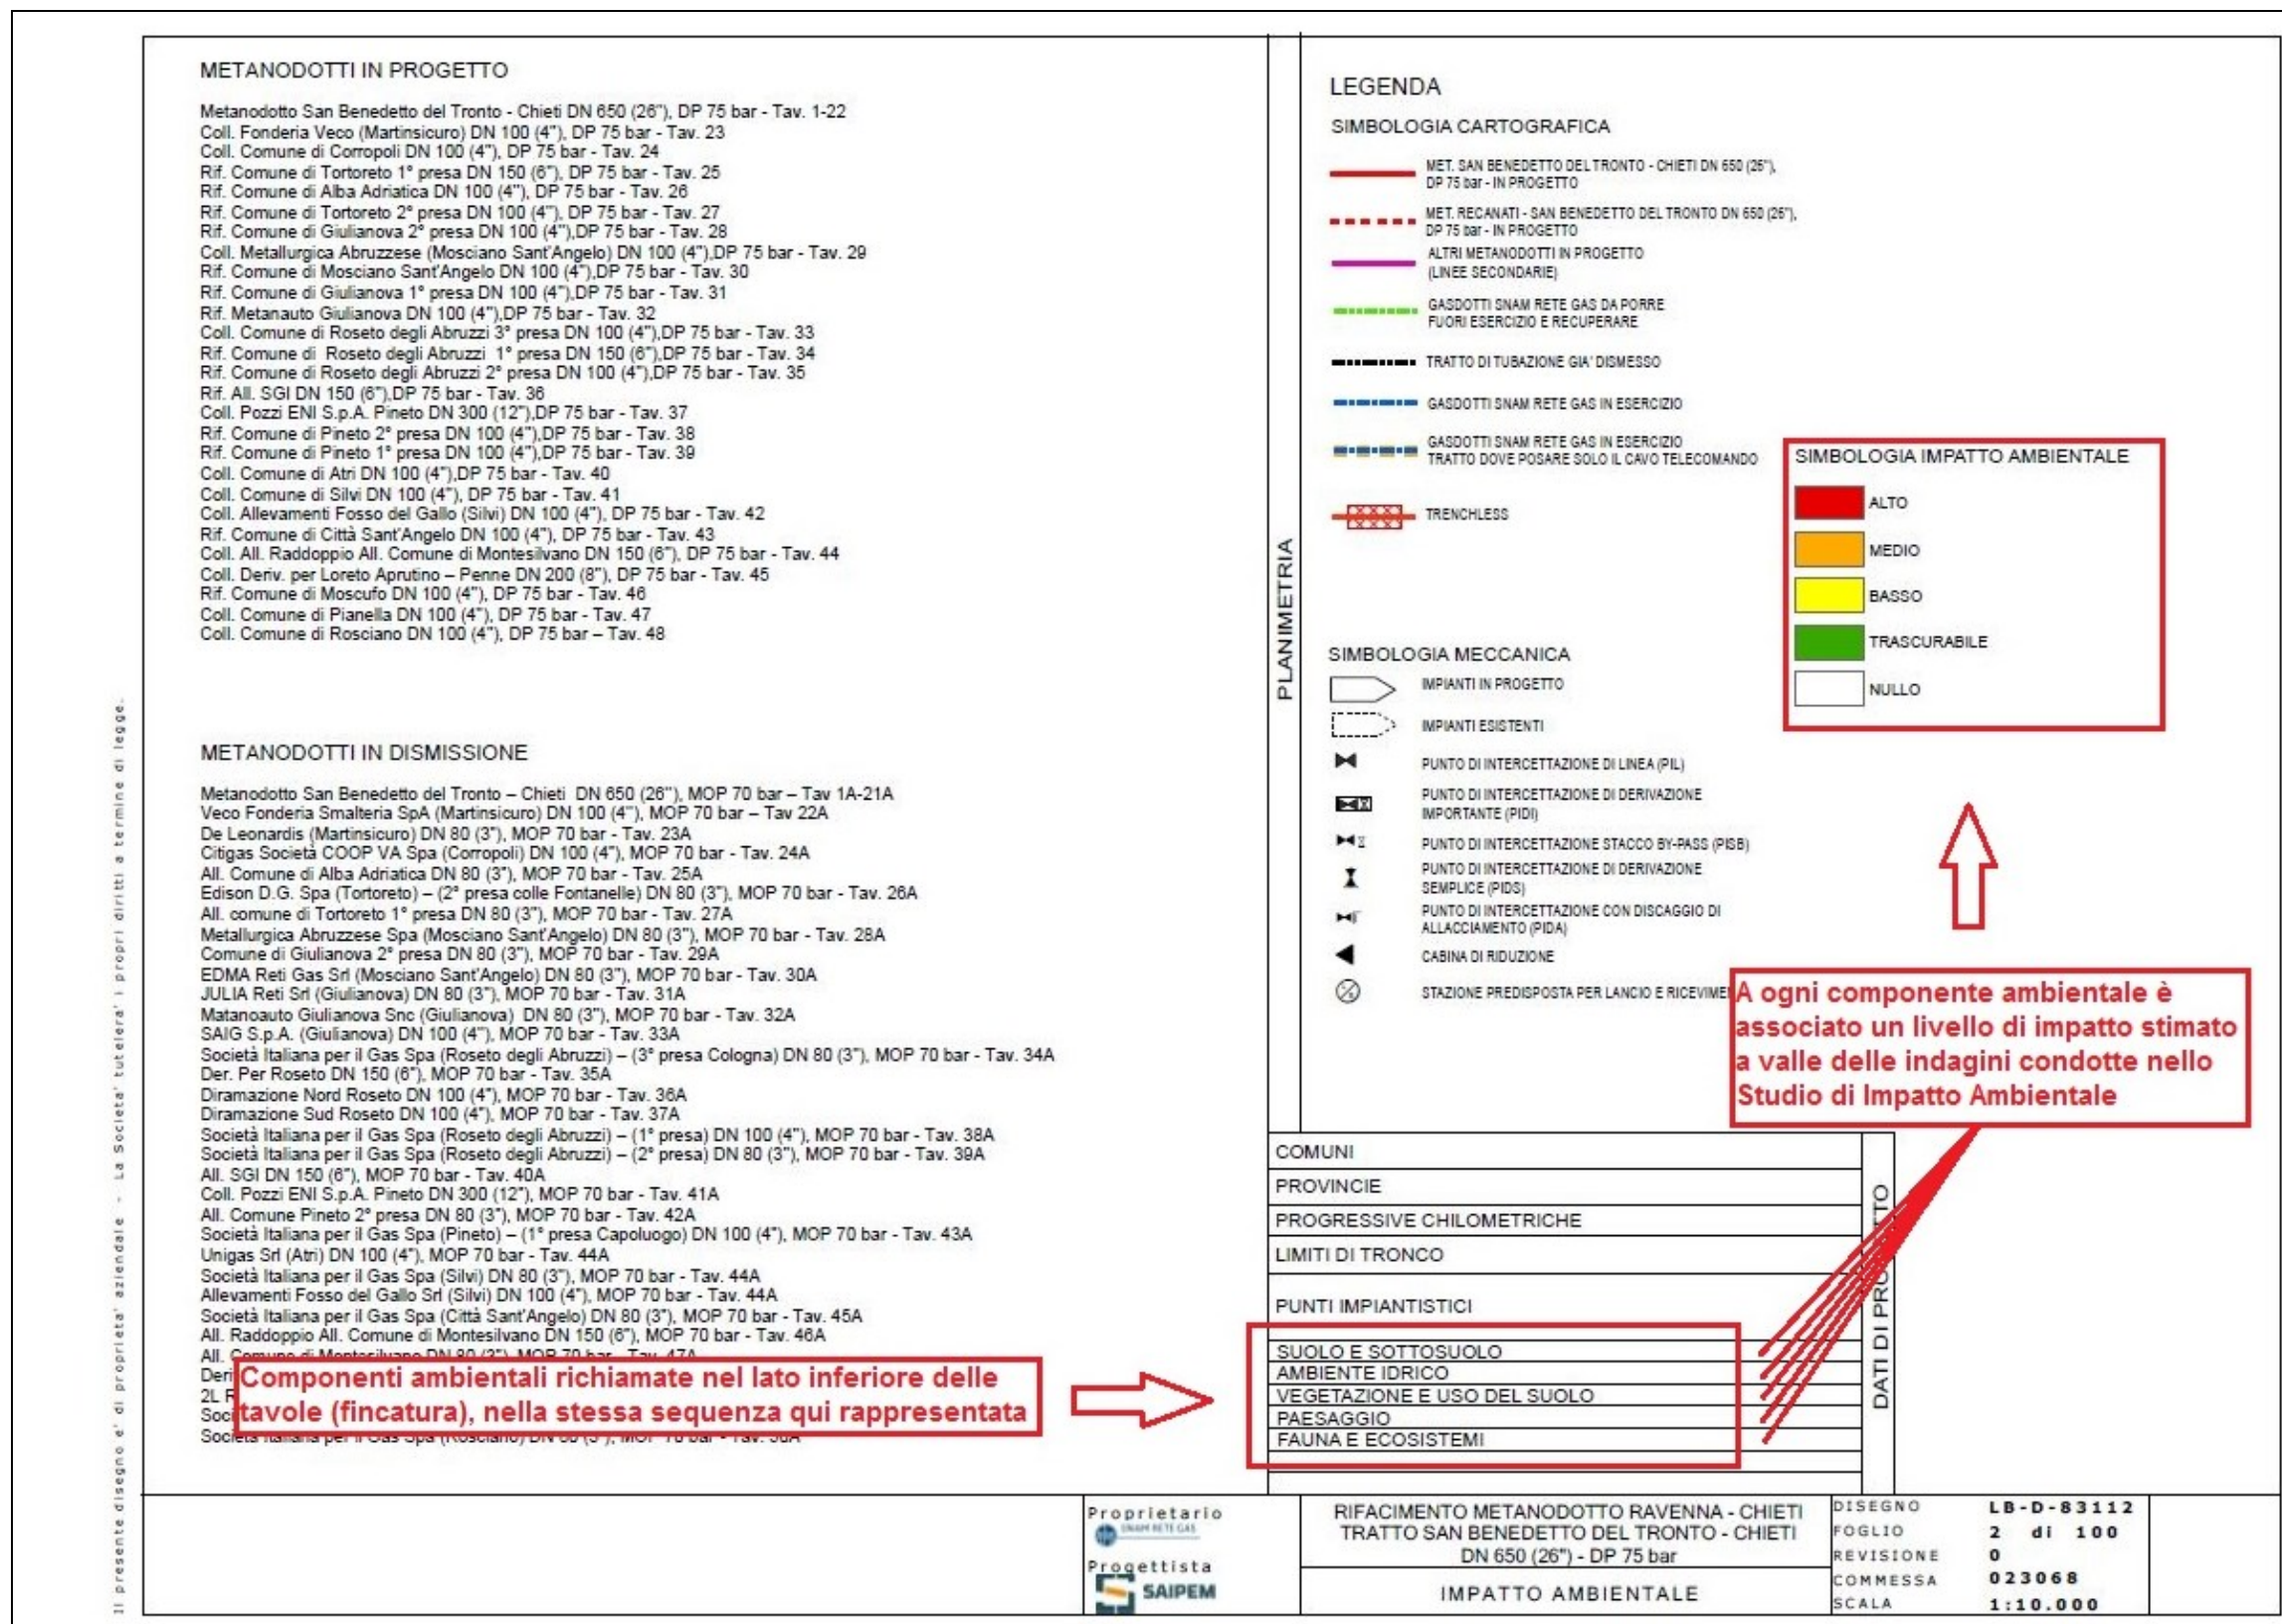 METANODOTTI IN PROGETTO
Metanodotto San Benedetto del Tronto - Chieti DN 650 (26"), DP 75 bar - Tav. 1-22
Coll. Fonderia Veco (Martinsicuro) DN 100 (4"), DP 75 bar - Tav. 23
Coll. Comune di Corropoli DN 100 (4"), DP 75 bar - Tav. 24
Rif. Comune di Tortoreto 1° presa DN 150 (6"), DP 75 bar - Tav. 25
Rif. Comune di Alba Adriatica DN 100 (4"), DP 75 bar - Tav. 26
Rif. Comune di Tortoreto 2° presa DN 100 (4"), DP 75 bar - Tav. 27
Rif. Comune di Giulianova 2° presa DN 100 (4"),DP 75 bar - Tav. 28
Coll. Metallurgica Abruzzese (Mosciano Sant'Angelo) DN 100 (4"),DP 75 bar - Tav. 29
Rif. Comune di Mosciano Sant'Angelo DN 100 (4"),DP 75 bar - Tav. 30
Rif. Comune di Giulianova 1° presa DN 100 (4"),DP 75 bar - Tav. 31
Rif. Metanauto Giulianova DN 100 (4"),DP 75 bar - Tav. 32
Coll. Comune di Roseto degli Abruzzi 3° presa DN 100 (4"),DP 75 bar - Tav. 33
Rif. Comune di Roseto degli Abruzzi 1° presa DN 150 (6"),DP 75 bar - Tav. 34
Rif. Comune di Roseto degli Abruzzi 2° presa DN 100 (4"),DP 75 bar - Tav. 35
Rif. All. SGI DN 150 (6"),DP 75 bar - Tav. 36
Coll. Pozzi ENI S.p.A. Pineto DN 300 (12"),DP 75 bar - Tav. 37
Rif. Comune di Pineto 2° presa DN 100 (4"),DP 75 bar - Tav. 38
Rif. Comune di Pineto 1° presa DN 100 (4"),DP 75 bar - Tav. 39
Coll. Comune di Atri DN 100 (4"),DP 75 bar - Tav. 40
Coll. Comune di Silvi DN 100 (4"), DP 75 bar - Tav. 41
Coll. Allevamenti Fosso del Gallo (Silvi) DN 100 (4"), DP 75 bar - Tav. 42
Rif. Comune di Città Sant'Angelo DN 100 (4"), DP 75 bar - Tav. 43
Coll. All. Raddoppio All. Comune di Montesilvano DN 150 (6"), DP 75 bar - Tav. 44
Coll. Deriv. per Loreto Aprutino – Penne DN 200 (8"), DP 75 bar - Tav. 45
Rif. Comune di Moscufo DN 100 (4"), DP 75 bar - Tav. 46
Coll. Comune di Pianella DN 100 (4"), DP 75 bar - Tav. 47
Coll. Comune di Rosciano DN 100 (4"), DP 75 bar – Tav. 48
METANODOTTI IN DISMISSIONE
Metanodotto San Benedetto del Tronto – Chieti DN 650 (26"), MOP 70 bar – Tav 1A-21A
Veco Fonderia Smalteria SpA (Martinsicuro) DN 100 (4"), MOP 70 bar – Tav 22A
De Leonardis (Martinsicuro) DN 80 (3"), MOP 70 bar - Tav. 23A
Citigas Società COOP VA Spa (Corropoli) DN 100 (4"), MOP 70 bar - Tav. 24A
All. Comune di Alba Adriatica DN 80 (3"), MOP 70 bar - Tav. 25A
Edison D.G. Spa (Tortoreto) – (2° presa colle Fontanelle) DN 80 (3"), MOP 70 bar - Tav. 26A
All. comune di Tortoreto 1° presa DN 80 (3"), MOP 70 bar - Tav. 27A
Metallurgica Abruzzese Spa (Mosciano Sant'Angelo) DN 80 (3"), MOP 70 bar - Tav. 28A
Comune di Giulianova 2° presa DN 80 (3"), MOP 70 bar - Tav. 29A
EDMA Reti Gas Srl (Mosciano Sant'Angelo) DN 80 (3"), MOP 70 bar - Tav. 30A
JULIA Reti Srl (Giulianova) DN 80 (3"), MOP 70 bar - Tav. 31A
Matanoauto Giulianova Snc (Giulianova) DN 80 (3"), MOP 70 bar - Tav. 32A
SAIG S.p.A. (Giulianova) DN 100 (4"), MOP 70 bar - Tav. 33A
Società Italiana per il Gas Spa (Roseto degli Abruzzi) – (3° presa Cologna) DN 80 (3"), MOP 70 bar - Tav. 34A
Der. Per Roseto DN 150 (6"), MOP 70 bar - Tav. 35A
Diramazione Nord Roseto DN 100 (4"), MOP 70 bar - Tav. 36A
Diramazione Sud Roseto DN 100 (4"), MOP 70 bar - Tav. 37A
Società Italiana per il Gas Spa (Roseto degli Abruzzi) – (1° presa) DN 100 (4"), MOP 70 bar - Tav. 38A
Società Italiana per il Gas Spa (Roseto degli Abruzzi) – (2° presa) DN 80 (3"), MOP 70 bar - Tav. 39A
All. SGI DN 150 (6"), MOP 70 bar - Tav. 40A
Coll. Pozzi ENI S.p.A. Pineto DN 300 (12"), MOP 70 bar - Tav. 41A
All. Comune Pineto 2° presa DN 80 (3"), MOP 70 bar - Tav. 42A
Società Italiana per il Gas Spa (Pineto) – (1° presa Capoluogo) DN 100 (4"), MOP 70 bar - Tav. 43A
Unigas Srl (Atri) DN 100 (4"), MOP 70 bar - Tav. 44A
Società Italiana per il Gas Spa (Silvi) DN 80 (3"), MOP 70 bar - Tav. 44A
Allevamenti Fosso del Gallo Srl (Silvi) DN 100 (4"), MOP 70 bar - Tav. 44A
Società Italiana per il Gas Spa (Città Sant'Angelo) DN 80 (3"), MOP 70 bar - Tav. 45A
All. Raddoppio All. Comune di Montesilvano DN 150 (6"), MOP 70 bar - Tav. 46A
All. Comune di Montesilvano DN 80 (3"), MOP 70 bar - Tav. 47A
Deri
2L R
Soci
Società Italiana per il Gas Spa (Rosciano) DN 80 (3"), MOP 70 bar - Tav. 50A
Componenti ambientali richiamate nel lato inferiore delle
tavole (fincatura), nella stessa sequenza qui rappresentata
Il presente disegno e' di proprieta' aziendale - La Societa' tutelera' i propri diritti a termine di legge.
PLANIMETRIA
LEGENDA
SIMBOLOGIA CARTOGRAFICA
MET. SAN BENEDETTO DEL TRONTO - CHIETI DN 650 (26"),
DP 75 bar - IN PROGETTO
MET. RECANATI - SAN BENEDETTO DEL TRONTO DN 650 (26"),
DP 75 bar - IN PROGETTO
ALTRI METANODOTTI IN PROGETTO
(LINEE SECONDARIE)
GASDOTTI SNAM RETE GAS DA PORRE
FUORI ESERCIZIO E RECUPERARE
TRATTO DI TUBAZIONE GIA' DISMESSO
GASDOTTI SNAM RETE GAS IN ESERCIZIO
GASDOTTI SNAM RETE GAS IN ESERCIZIO
TRATTO DOVE POSARE SOLO IL CAVO TELECOMANDO
TRENCHLESS
SIMBOLOGIA IMPATTO AMBIENTALE
ALTO
MEDIO
BASSO
TRASCURABILE
NULLO
SIMBOLOGIA MECCANICA
IMPIANTI IN PROGETTO
IMPIANTI ESISTENTI
PUNTO DI INTERCETTAZIONE DI LINEA (PIL)
PUNTO DI INTERCETTAZIONE DI DERIVAZIONE
IMPORTANTE (PIDI)
PUNTO DI INTERCETTAZIONE STACCO BY-PASS (PISB)
PUNTO DI INTERCETTAZIONE DI DERIVAZIONE
SEMPLICE (PIDS)
PUNTO DI INTERCETTAZIONE CON DISCAGGIO DI
ALLACCIAMENTO (PIDA)
CABINA DI RIDUZIONE
STAZIONE PREDISPOSTA PER LANCIO E RICEVIME
A ogni componente ambientale è
associato un livello di impatto stimato
a valle delle indagini condotte nello
Studio di Impatto Ambientale
COMUNI
PROVINCIE
PROGRESSIVE CHILOMETRICHE
LIMITI DI TRONCO
PUNTI IMPIANTISTICI
SUOLO E SOTTOSUOLO
AMBIENTE IDRICO
VEGETAZIONE E USO DEL SUOLO
PAESAGGIO
FAUNA E ECOSISTEMI
DATI DI PROGETTO
Proprietario
SNAM RETE GAS
Progettista
SAIPEM
RIFACIMENTO METANODOTTO RAVENNA - CHIETI
TRATTO SAN BENEDETTO DEL TRONTO - CHIETI
DN 650 (26") - DP 75 bar
IMPATTO AMBIENTALE
DISEGNO LB-D-83112
FOGLIO 2 di 100
REVISIONE 0
COMMESSA 023068
SCALA 1:10.000